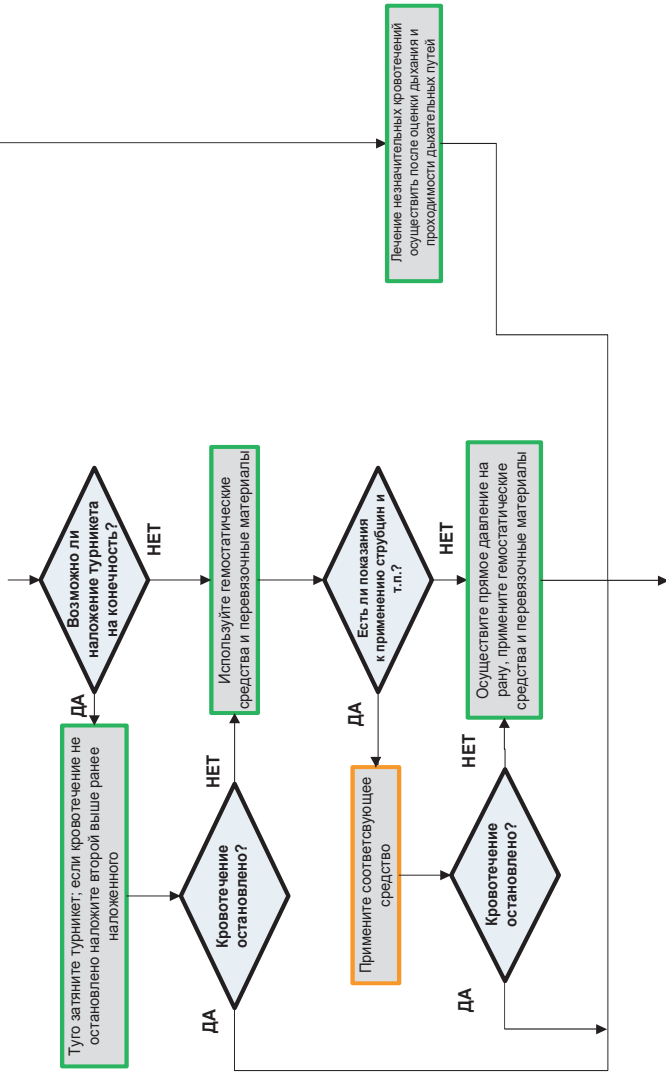 Возможно ли
наложение турникета
на конечность?
ДА
НЕТ
Туго затяните турникет; если кровотечение не
остановлено наложите второй выше ранее
наложенного
Кровотечение
остановлено?
НЕТ
ДА
Используйте гемостатические
средства и перевязочные материалы
Есть ли показания
к применению струбцин и
т.п.?
ДА
НЕТ
Примените соответсвующее
средство
Кровотечение
остановлено?
НЕТ
ДА
Осуществите прямое давление на
рану, примените гемостатические
средства и перевязочные материалы
Лечение незначительных кровотечений
осуществить после оценки дыхания и
проходимости дыхательных путей